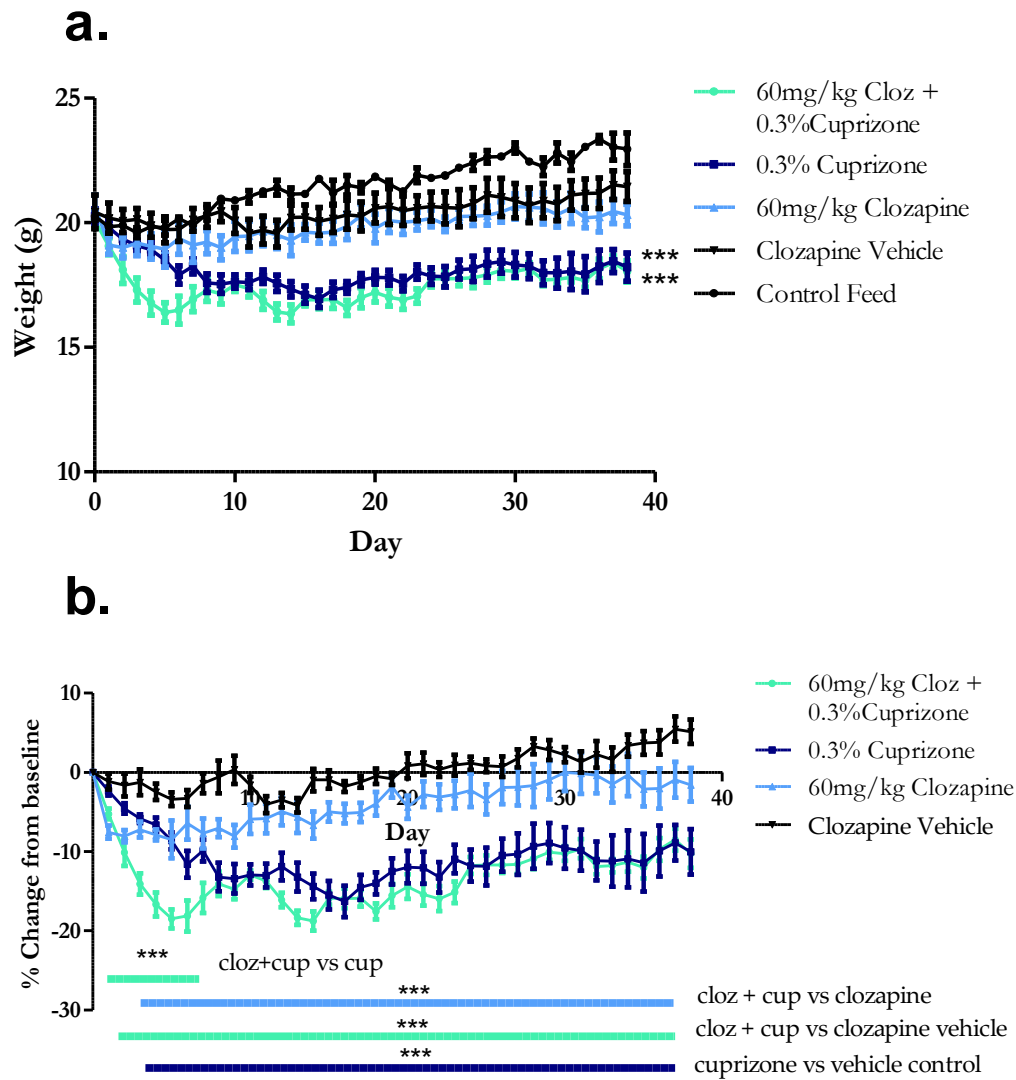 a.
25
20
15
10
Weight (g)
0
10
20
30
40
Day
***
***
60mg/kg Cloz +
0.3%Cuprizone
0.3% Cuprizone
60mg/kg Clozapine
Clozapine Vehicle
Control Feed
b.
10
0
-10
-20
-30
% Change from baseline
10
20
30
40
Day
60mg/kg Cloz +
0.3%Cuprizone
0.3% Cuprizone
60mg/kg Clozapine
Clozapine Vehicle
*** cloz+cup vs cup
*** cloz + cup vs clozapine
*** cloz + cup vs clozapine vehicle
*** cuprizone vs vehicle control